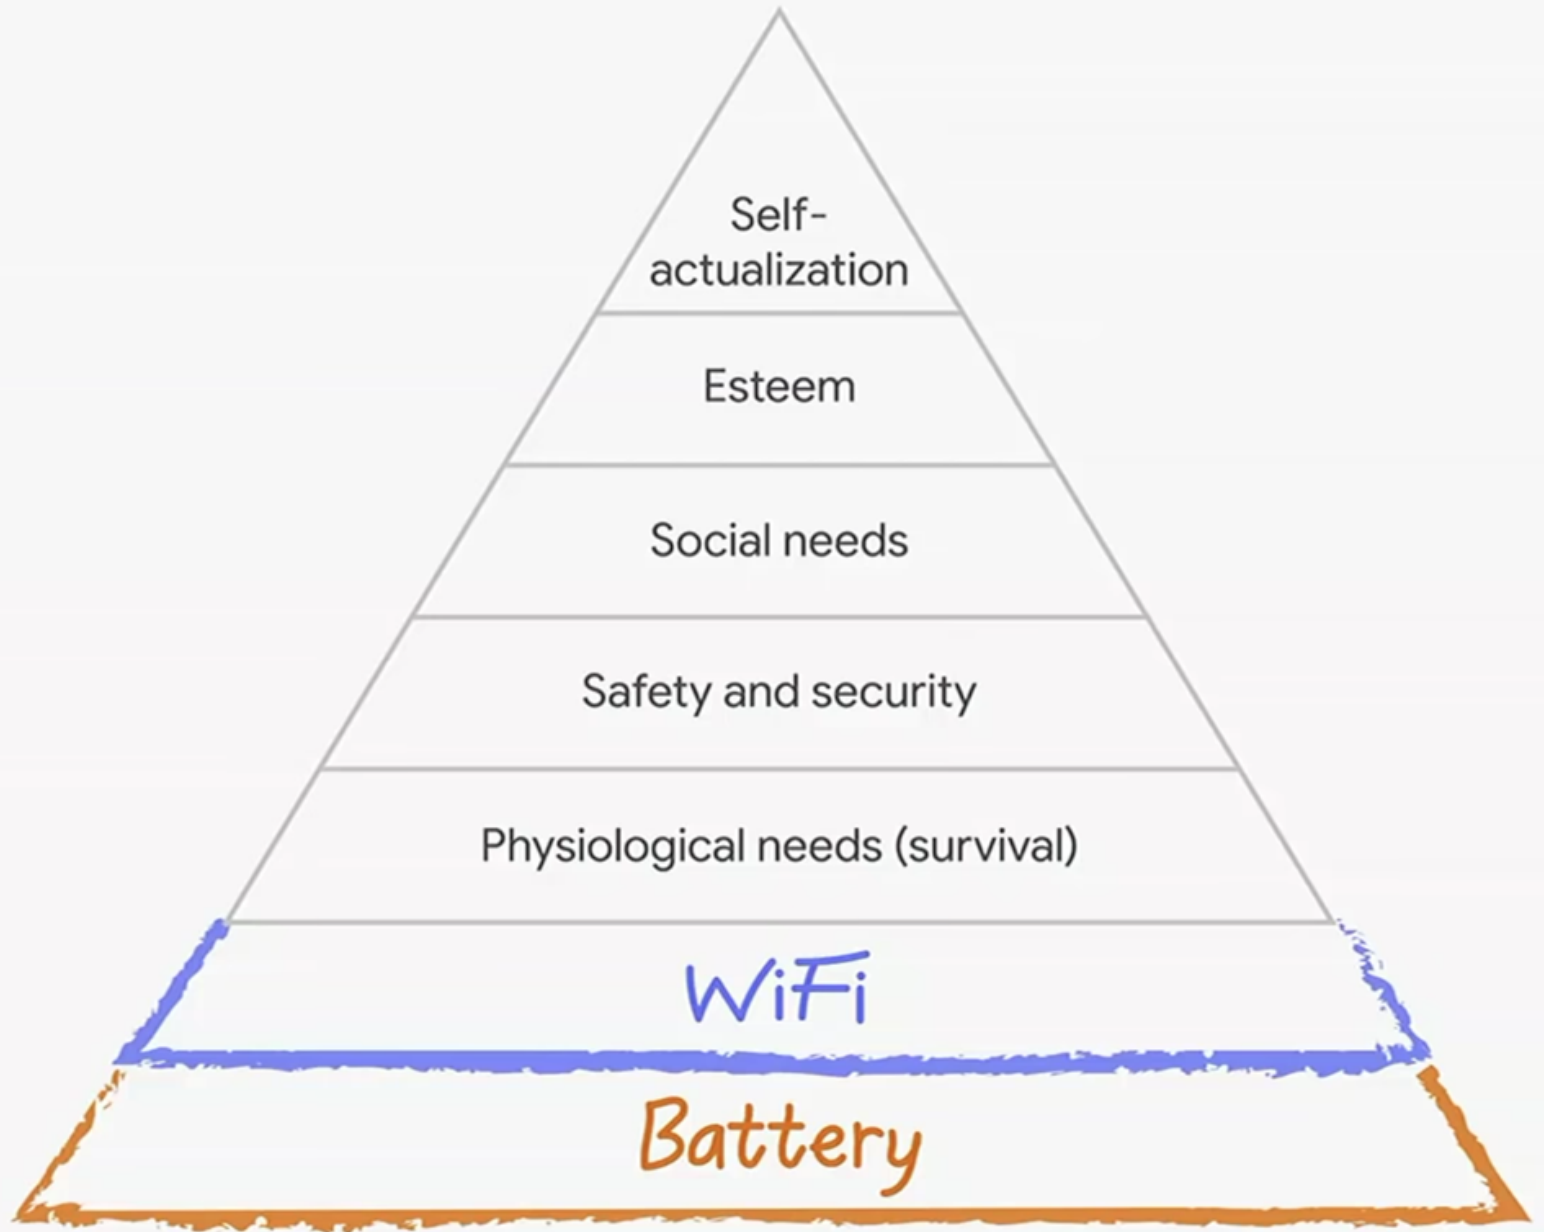 Self-
actualization
Esteem
Social needs
Safety and security
Physiological needs (survival)
WiFi
Battery